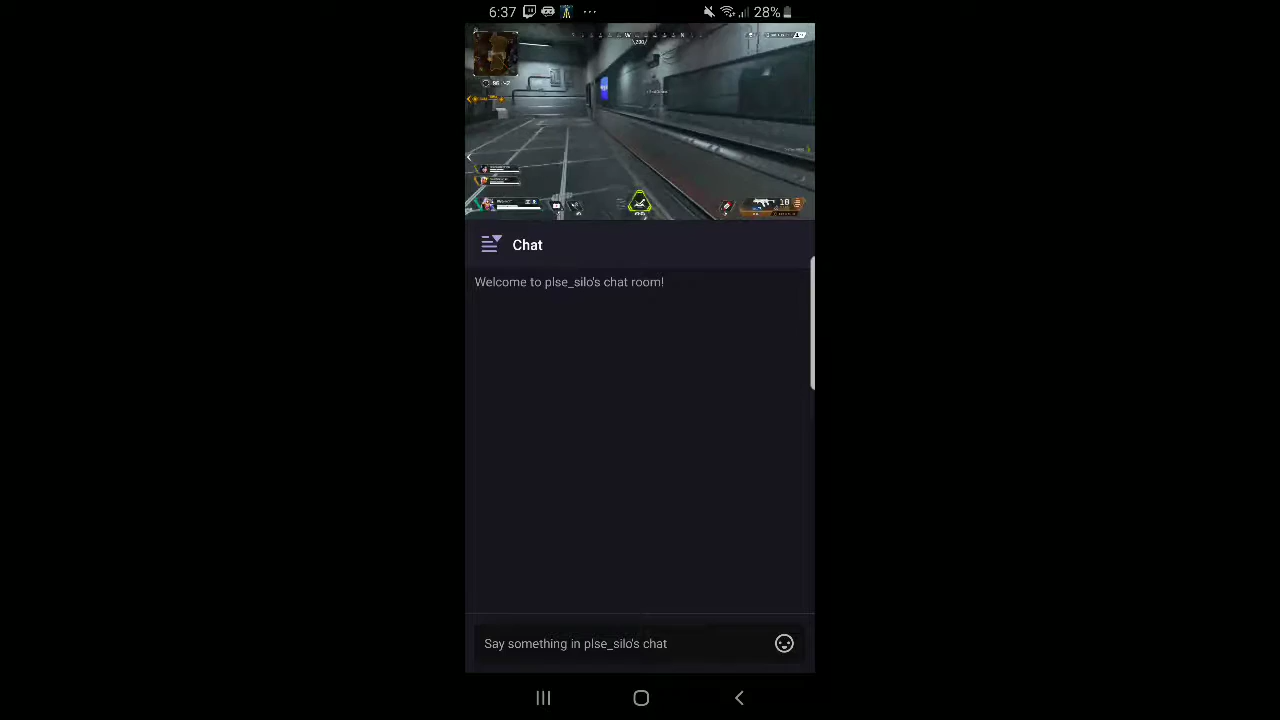 6:37
28%
Chat
Welcome to plse_silo's chat room!
Say something in plse_silo's chat